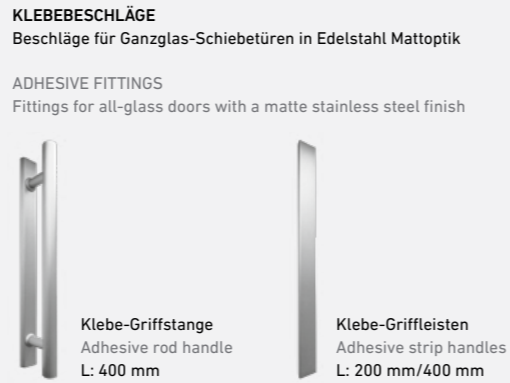 KLEBEBESCHLÄGE
Beschläge für Ganzglas-Schiebetüren in Edelstahl Mattoptik
ADHESIVE FITTINGS
Fittings for all-glass doors with a matte stainless steel finish
Klebe-Griffstange
Adhesive rod handle
L: 400 mm
Klebe-Griffleisten
Adhesive strip handles
L: 200 mm/400 mm